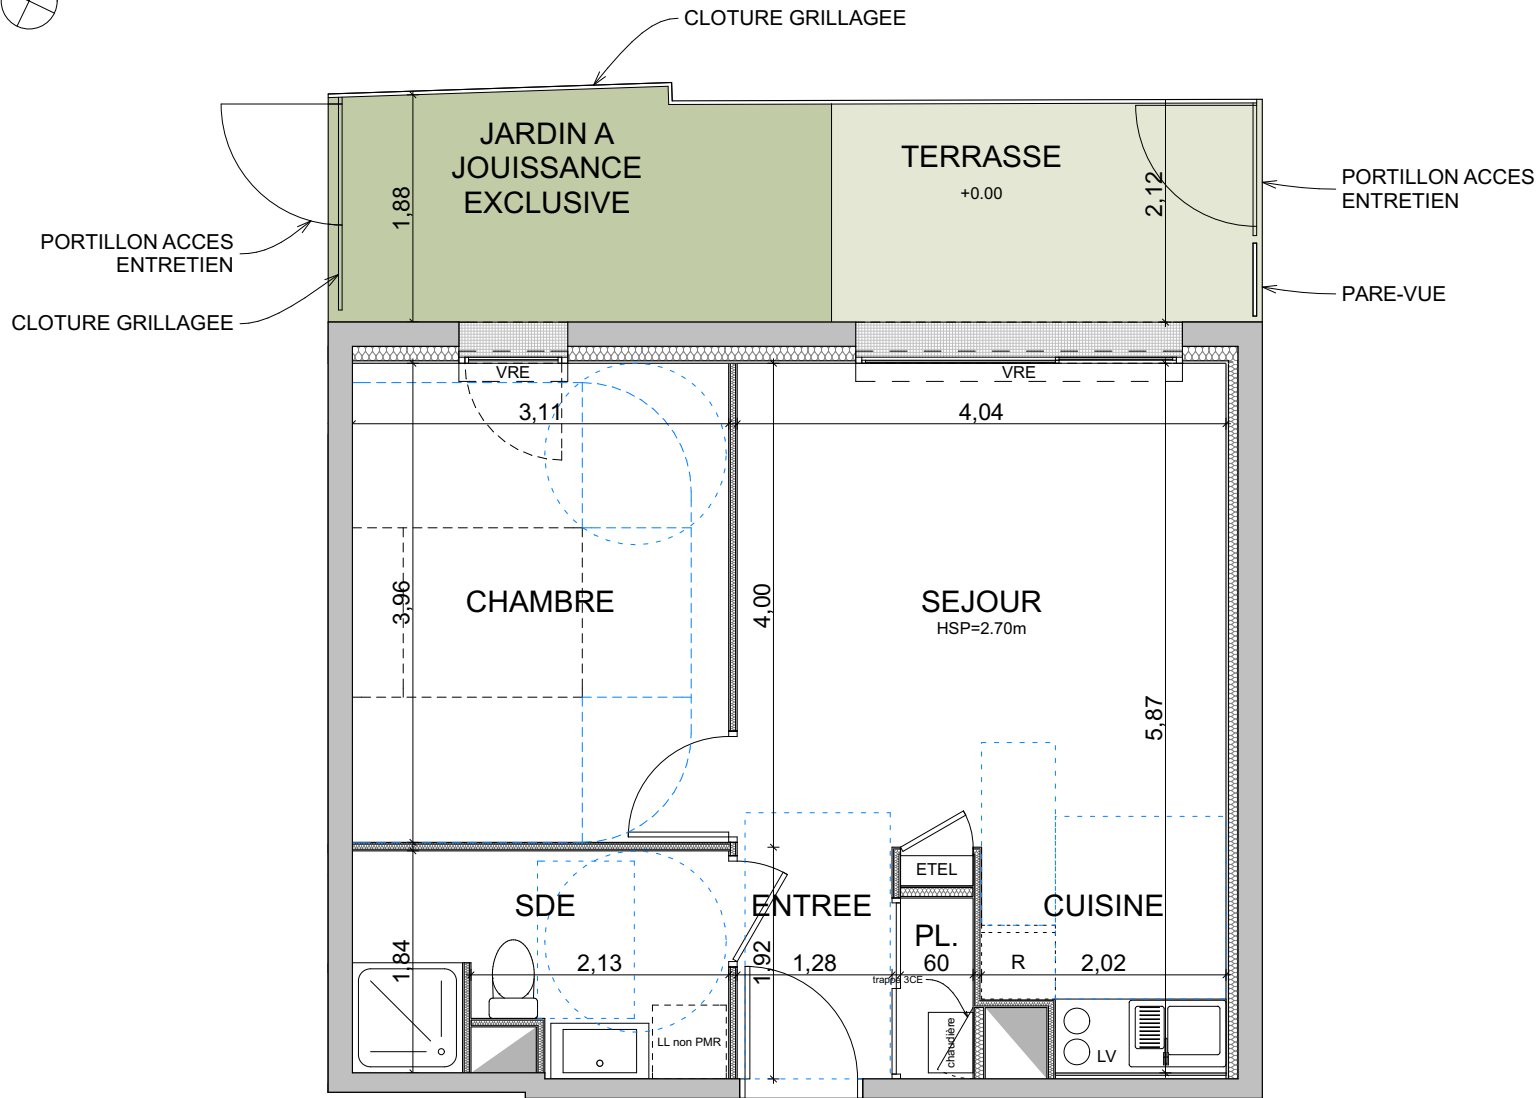 CLOTURE GRILLAGEE
JARDIN A
JOUISSANCE
EXCLUSIVE
TERRASSE
+0.00
1,88
2,12
PORTILLON ACCES
ENTRETIEN
PORTILLON ACCES
ENTRETIEN
PARE-VUE
CLOTURE GRILLAGEE
VRE
VRE
3,11
4,04
3,96
CHAMBRE
4,00
SEJOUR
HSP=2.70m
5,87
ETEL
SDE
ENTREE
PL.
CUISINE
1,84
2,13
1,92
1,28
60
R
2,02
trappe 3CE
LL non PMR
chaudière
LV